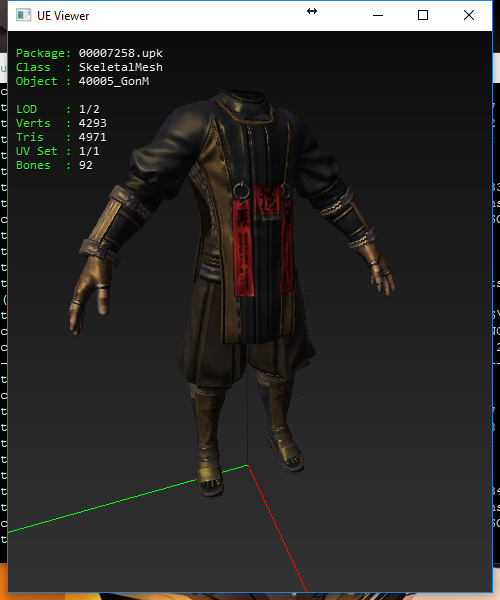 UE Viewer
Package: 00007258.upk
Class : SkeletalMesh
Object : 40005_GonM
LOD : 1/2
Verts : 4293
Tris : 4971
UV Set : 1/1
Bones : 92